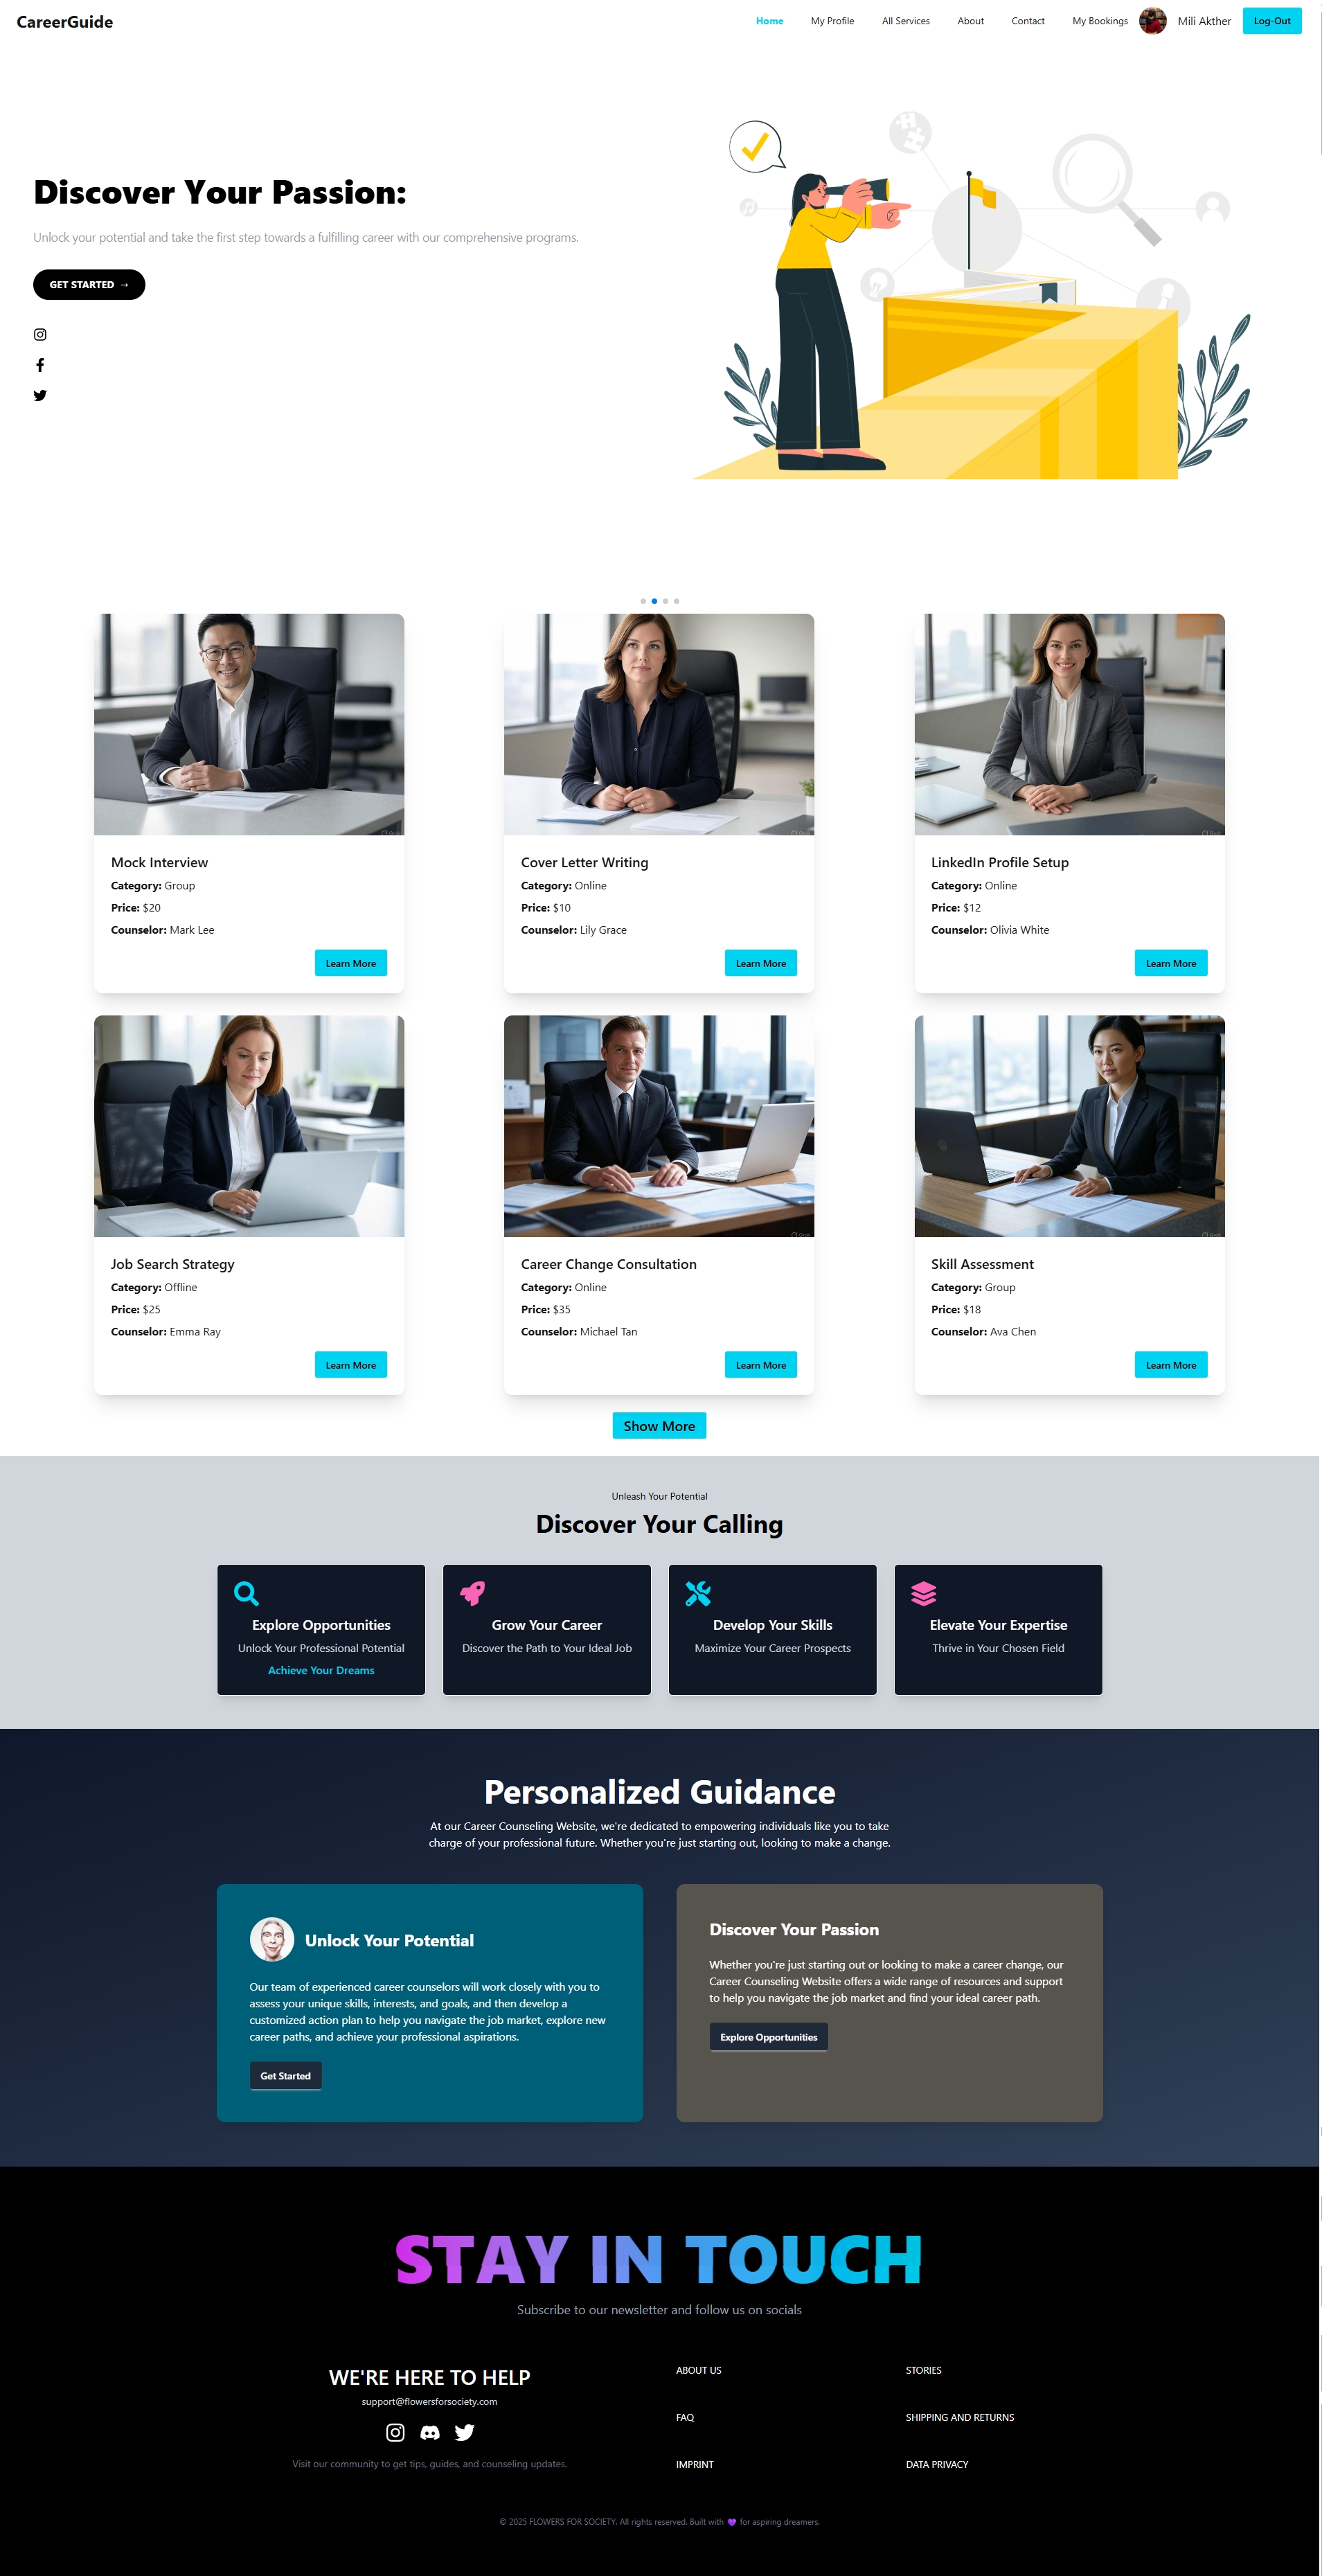 CareerGuide
Home My Profile All Services About Contact My Bookings Mili Akther Log-Out
Discover Your Passion:
Unlock your potential and take the first step towards a fulfilling career with our comprehensive programs.
GET STARTED →
Mock Interview
Category: Group
Price: $20
Counselor: Mark Lee
Learn More
Cover Letter Writing
Category: Online
Price: $10
Counselor: Lily Grace
Learn More
LinkedIn Profile Setup
Category: Online
Price: $12
Counselor: Olivia White
Learn More
Job Search Strategy
Category: Offline
Price: $25
Counselor: Emma Ray
Learn More
Career Change Consultation
Category: Online
Price: $35
Counselor: Michael Tan
Learn More
Skill Assessment
Category: Group
Price: $18
Counselor: Ava Chen
Learn More
Show More
Unleash Your Potential
Discover Your Calling
Explore Opportunities
Unlock Your Professional Potential
Achieve Your Dreams
Grow Your Career
Discover the Path to Your Ideal Job
Develop Your Skills
Maximize Your Career Prospects
Elevate Your Expertise
Thrive in Your Chosen Field
Personalized Guidance
At our Career Counseling Website, we're dedicated to empowering individuals like you to take
charge of your professional future. Whether you're just starting out, looking to make a change.
Unlock Your Potential
Our team of experienced career counselors will work closely with you to
assess your unique skills, interests, and goals, and then develop a
customized action plan to help you navigate the job market, explore new
career paths, and achieve your professional aspirations.
Get Started
Discover Your Passion
Whether you're just starting out or looking to make a career change, our
Career Counseling Website offers a wide range of resources and support
to help you navigate the job market and find your ideal career path.
Explore Opportunities
STAY IN TOUCH
Subscribe to our newsletter and follow us on socials
WE'RE HERE TO HELP
support@flowersforsociety.com
Visit our community to get tips, guides, and counseling updates.
ABOUT US
STORIES
FAQ
SHIPPING AND RETURNS
IMPRINT
DATA PRIVACY
© 2025 FLOWERS FOR SOCIETY. All rights reserved. Built with 💜 for aspiring dreamers.